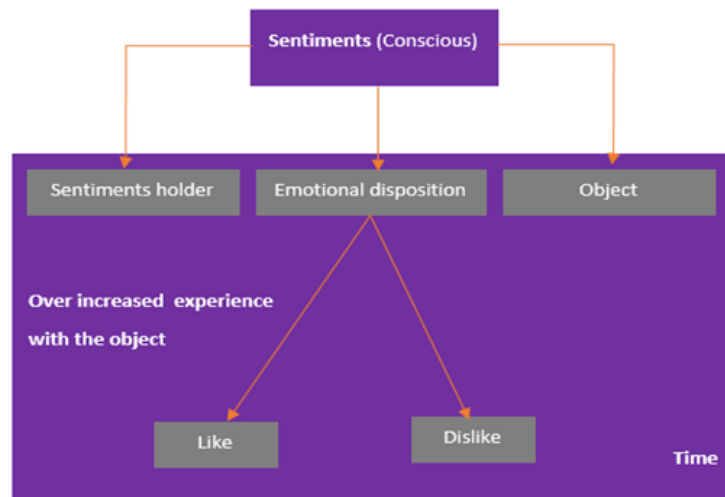 Sentiments (Conscious)
Sentiments holder
Emotional disposition
Object
Over increased experience
with the object
Like
Dislike
Time